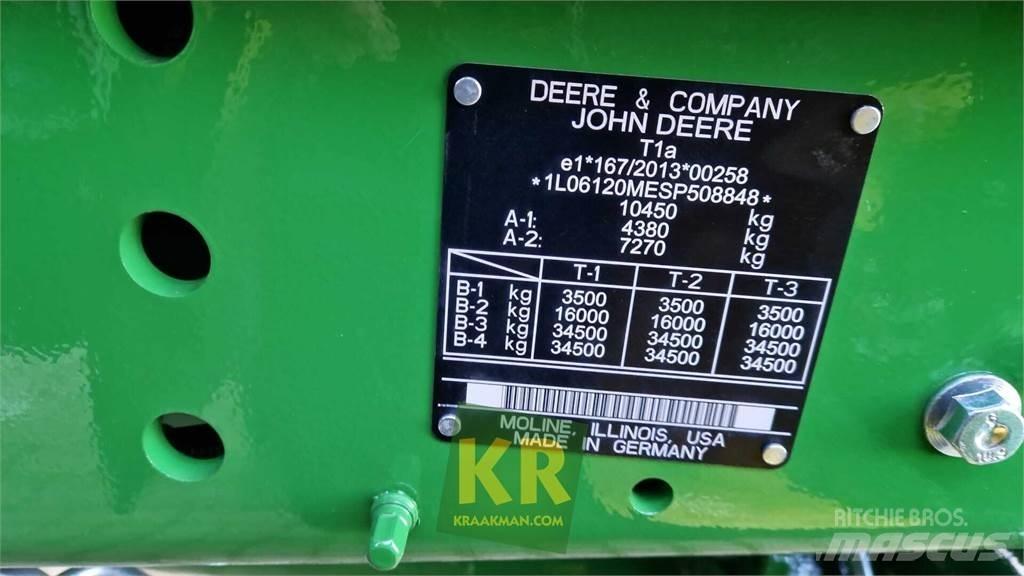 DEERE & COMPANY
JOHN DEERE
T1a
e1*167/2013*00258
*1L06120MESP508848*
10450 kg
A-1: 4380 kg
A-2: 7270 kg
T-1 T-2 T-3
B-1 kg 3500 3500 3500
B-2 kg 16000 16000 16000
B-3 kg 34500 34500 34500
B-4 kg 34500 34500 34500
MOLINE, ILLINOIS, USA
MADE IN GERMANY
KR
KRAAKMAN.COM
RITCHIE BROS.
MASCUS